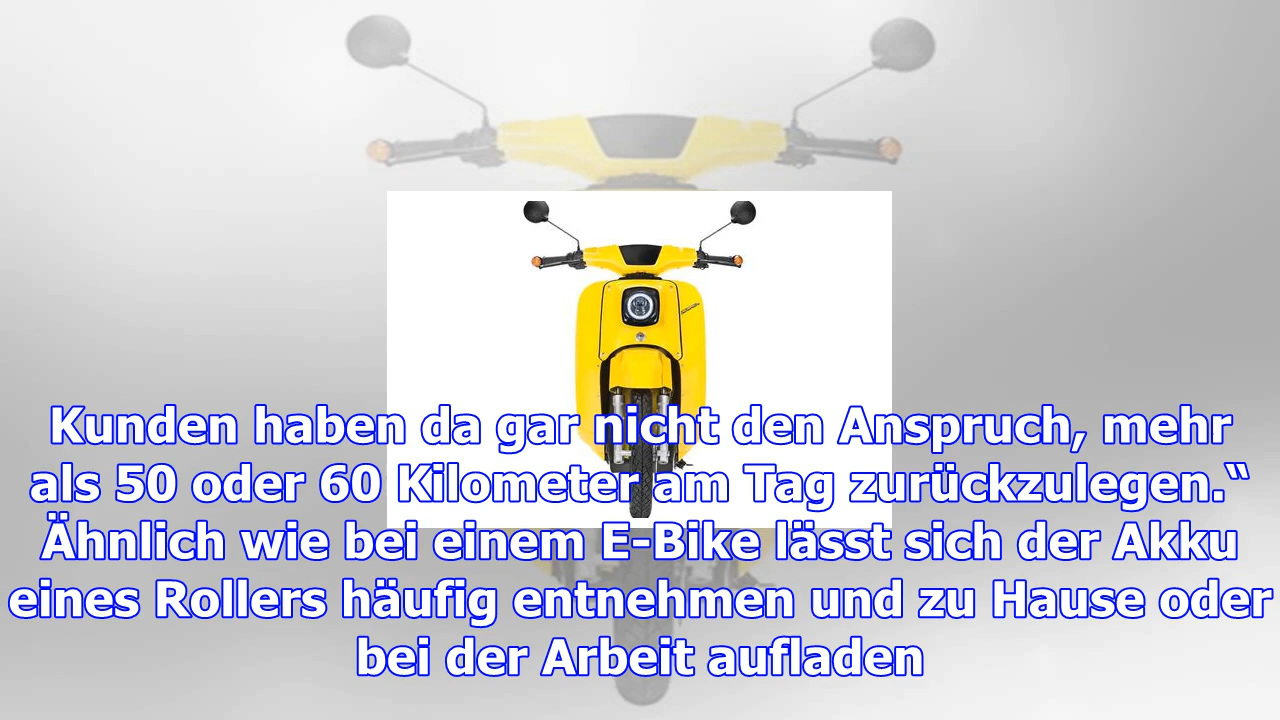 Kunden haben da gar nicht den Anspruch, mehr
als 50 oder 60 Kilometer am Tag zurückzulegen.“
Ähnlich wie bei einem E-Bike lässt sich der Akku
eines Rollers häufig entnehmen und zu Hause oder
bei der Arbeit aufladen